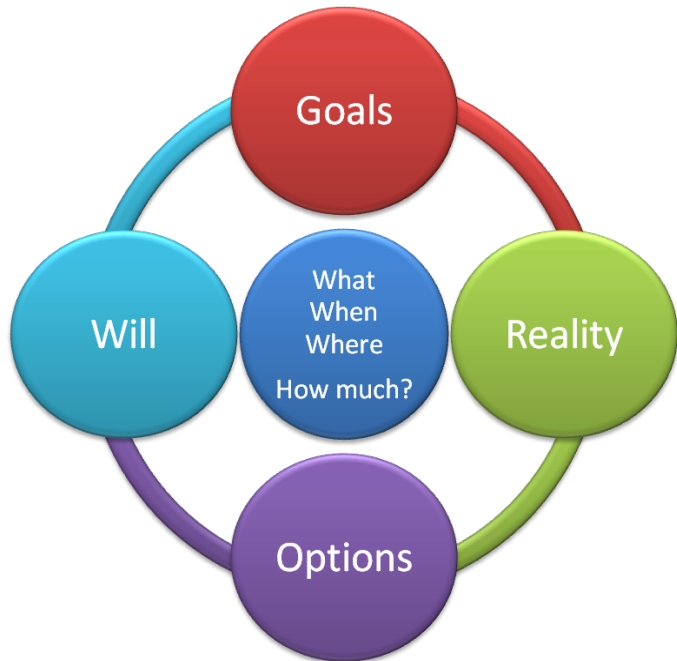 Goals
Will
What
When
Where
How much?
Reality
Options